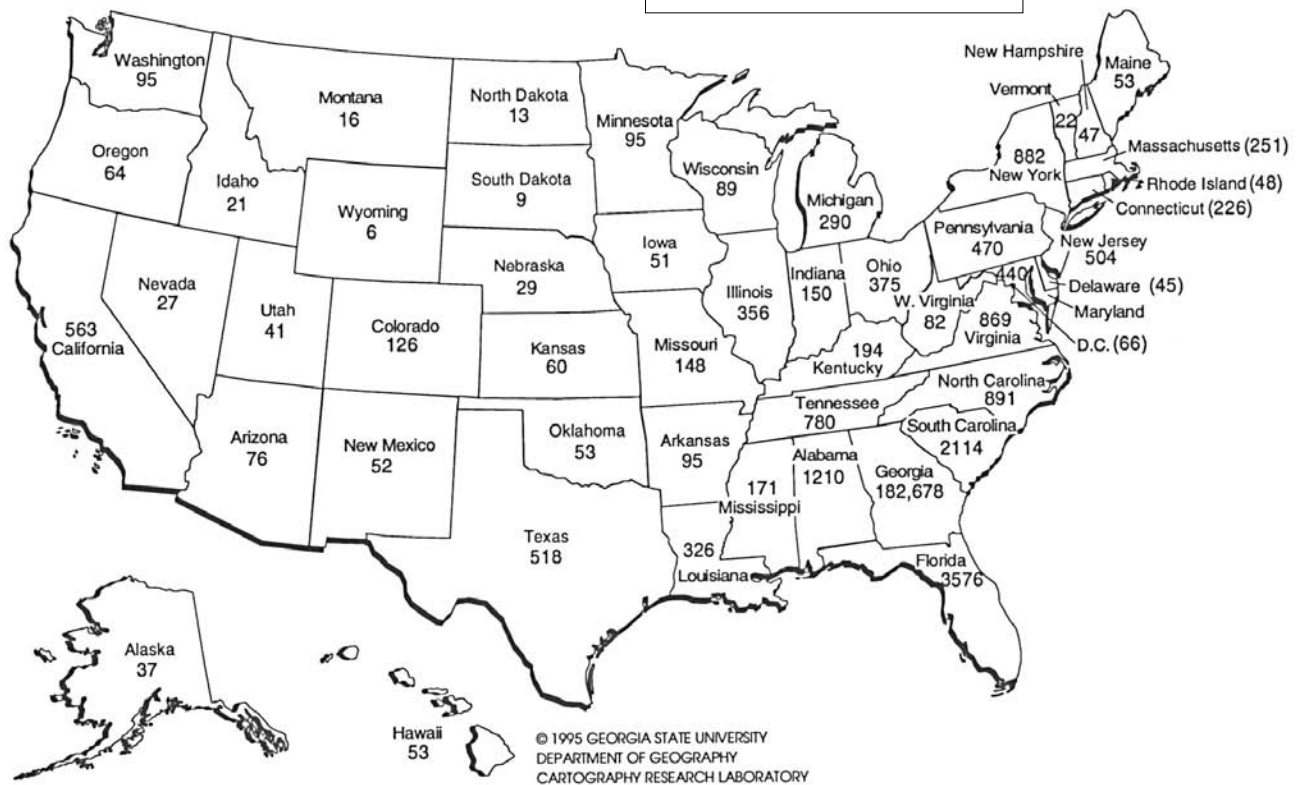 Washington
95
Montana
16
North Dakota
13
Minnesota
95
New Hampshire
Maine
53
Vermont
22
47
Massachusetts (251)
Oregon
64
Idaho
21
Wyoming
6
South Dakota
9
Wisconsin
89
Michigan
290
882
New York
Rhode Island (48)
Connecticut (226)
Pennsylvania
470
New Jersey
504
Nevada
27
Utah
41
Colorado
126
Nebraska
29
Iowa
51
Illinois
356
Indiana
150
Ohio
375
440
Delaware (45)
Maryland
W. Virginia
82
869
Virginia
D.C. (66)
563
California
Kansas
60
Missouri
148
194
Kentucky
North Carolina
891
Tennessee
780
South Carolina
2114
Arizona
76
New Mexico
52
Oklahoma
53
Arkansas
95
171
Mississippi
Alabama
1210
Georgia
182,678
Texas
518
326
Louisiana
Florida
3576
Alaska
37
Hawaii
53
© 1995 GEORGIA STATE UNIVERSITY
DEPARTMENT OF GEOGRAPHY
CARTOGRAPHY RESEARCH LABORATORY